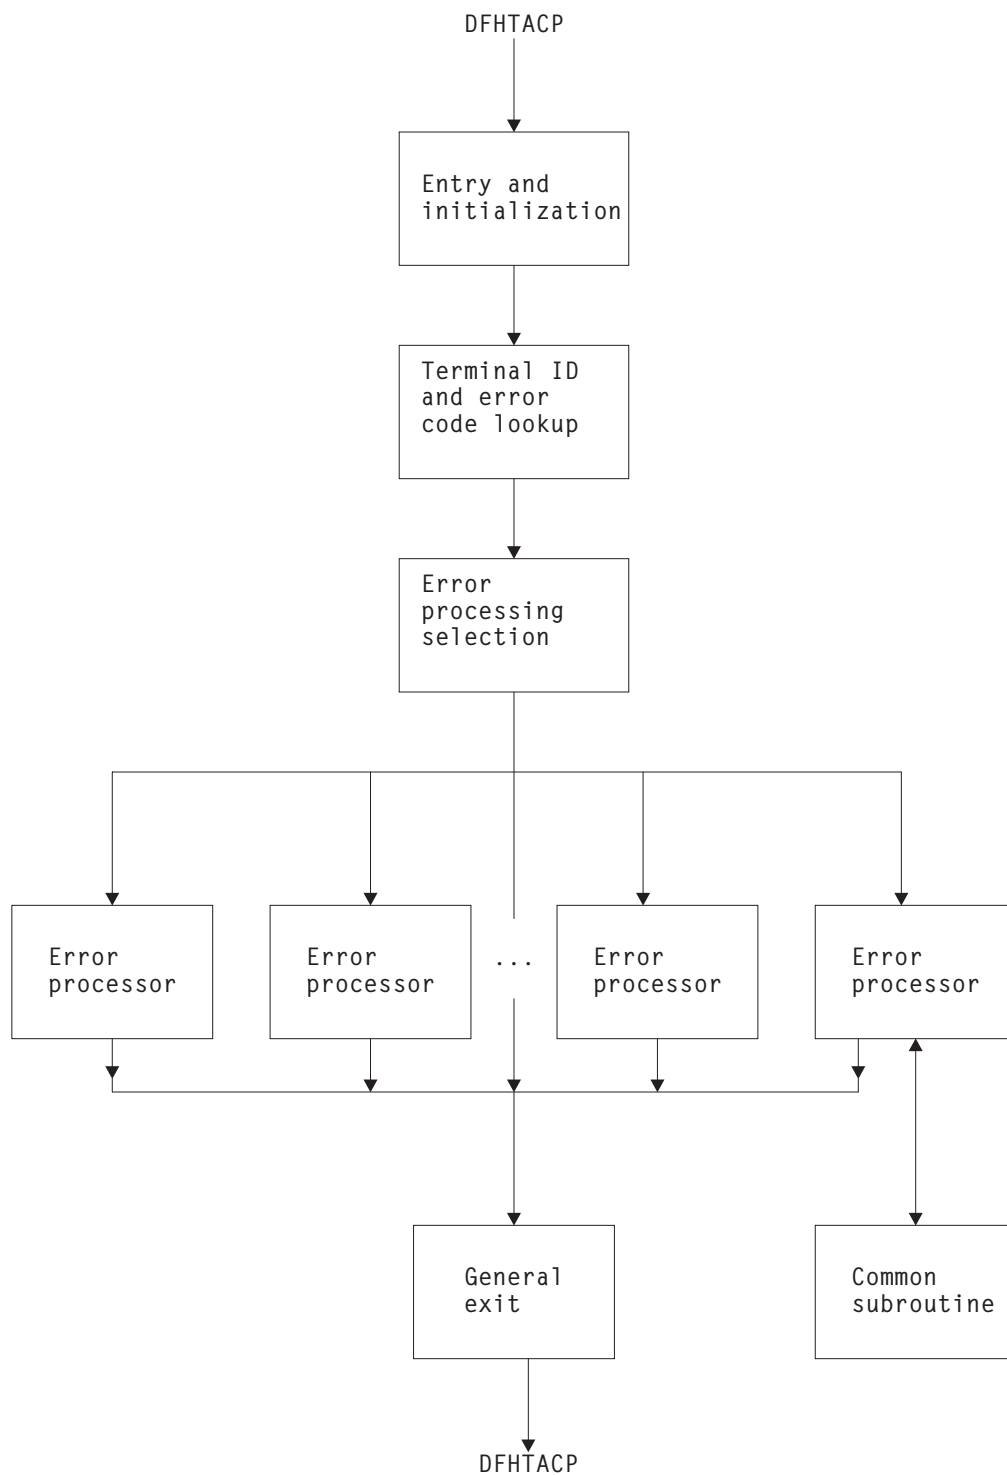 DFHTACP
Entry and
initialization
Terminal ID
and error
code lookup
Error
processing
selection
Error
processor
Error
processor
...
Error
processor
Error
processor
General
exit
Common
subroutine
DFHTACP